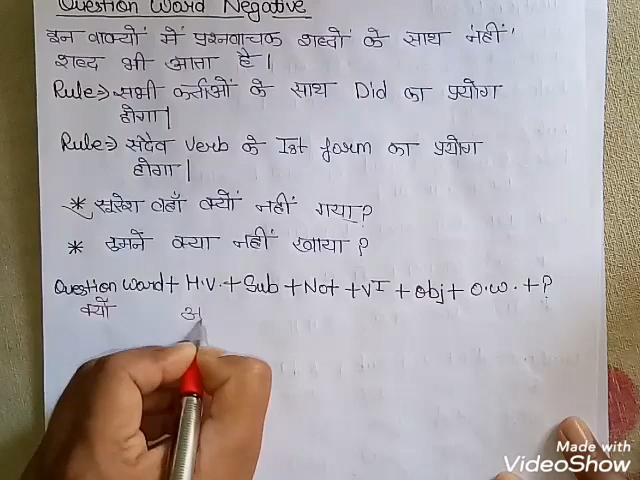 Question Word Negative
इन वाक्यों में प्रश्नवाचक शब्दों के साथ 'नहीं'
शब्द भी आता है।
Rule⇒ सभी कर्त्ताओं के साथ Did का प्रयोग
होगा|
Rule⇒ सदैव verb के Ist form का प्रयोग
होगा|
* सुरेश वहाँ क्यों नहीं गया?
* तुमने क्या नहीं खाया?
Question word + H.V. + Sub + Not + VI + obj + O.W. + ?
क्यों
Made with
VideoShow